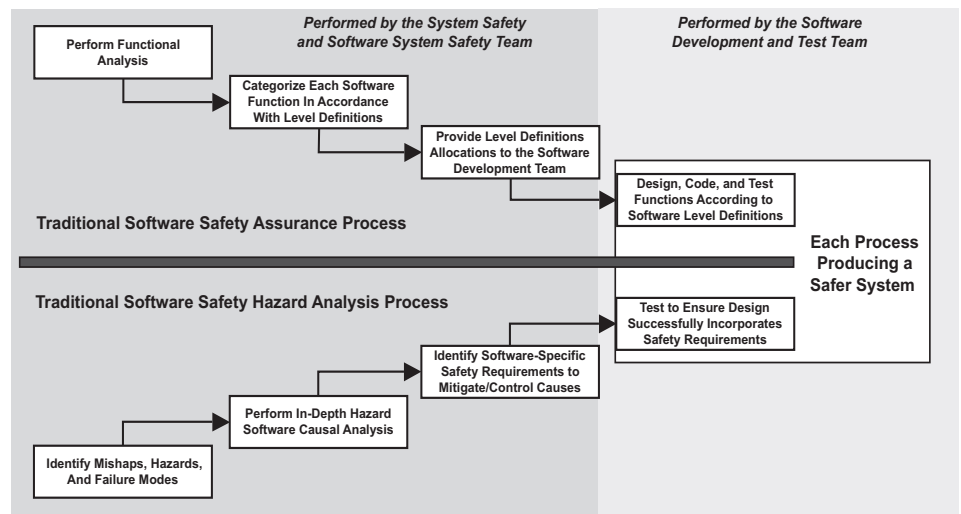 Performed by the System Safety
and Software System Safety Team
Performed by the Software
Development and Test Team
Perform Functional
Analysis
Categorize Each Software
Function In Accordance
With Level Definitions
Provide Level Definitions
Allocations to the Software
Development Team
Design, Code, and Test
Functions According to
Software Level Definitions
Traditional Software Safety Assurance Process
Each Process
Producing a
Safer System
Traditional Software Safety Hazard Analysis Process
Test to Ensure Design
Successfully Incorporates
Safety Requirements
Identify Software-Specific
Safety Requirements to
Mitigate/Control Causes
Perform In-Depth Hazard
Software Causal Analysis
Identify Mishaps, Hazards,
And Failure Modes